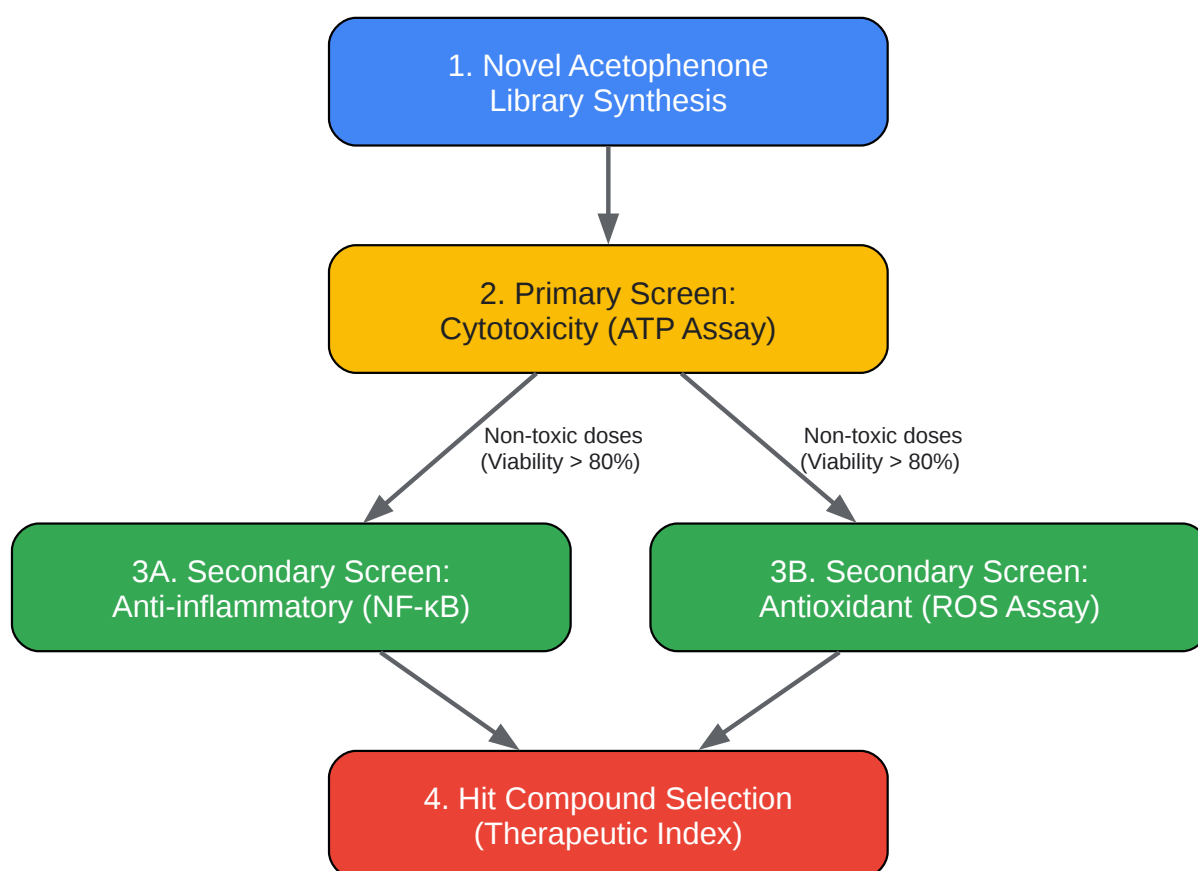 1. Novel Acetophenone
Library Synthesis
2. Primary Screen:
Cytotoxicity (ATP Assay)
Non-toxic doses
(Viability > 80%)
Non-toxic doses
(Viability > 80%)
3A. Secondary Screen:
Anti-inflammatory (NF-κB)
3B. Secondary Screen:
Antioxidant (ROS Assay)
4. Hit Compound Selection
(Therapeutic Index)